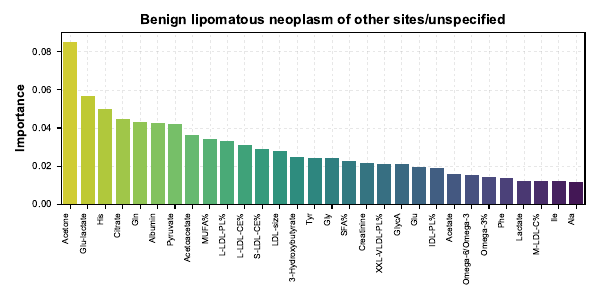 Benign lipomatous neoplasm of other sites/unspecified
Importance
0.08
0.06
0.04
0.02
0.00
Acetone
Glu-lactate
His
Citrate
Gln
Albumin
Pyruvate
Acetoacetate
MUFA%
L-LDL-PL%
L-LDL-CE%
S-LDL-CE%
LDL-size
3-Hydroxybutyrate
Tyr
Gly
SFA%
Creatinine
XXL-VLDL-PL%
GlycA
Glu
IDL-PL%
Acetate
Omega-6/Omega-3
Omega-3%
Phe
Lactate
M-LDL-C%
Ile
Ala